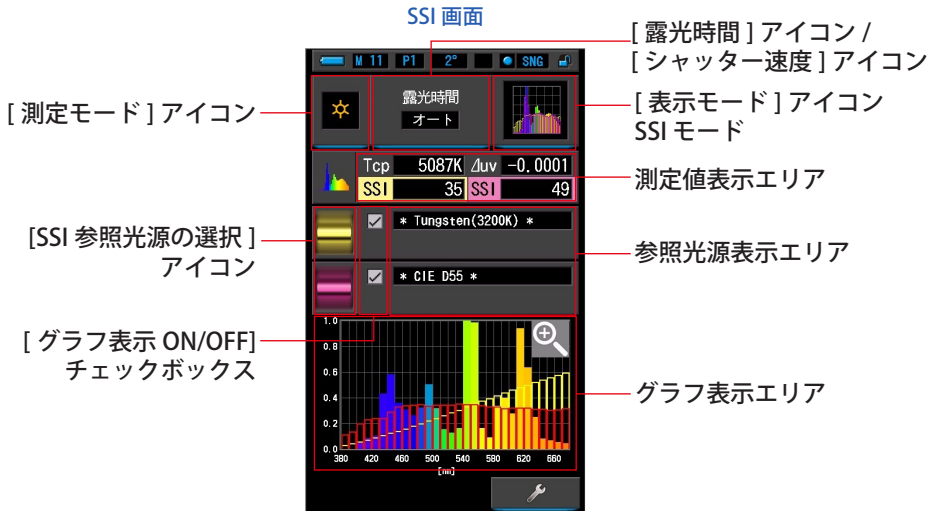 SSI 画面
[ 露光時間 ] アイコン /
[ シャッター速度 ] アイコン
M 11 P1 2° SNG
[ 測定モード ] アイコン
露光時間
オート
[ 表示モード ] アイコン
SSI モード
Tcp 5087K ⊿uv -0.0001
SSI 35 SSI 49
測定値表示エリア
[SSI 参照光源の選択 ]
アイコン
* Tungsten(3200K) *
参照光源表示エリア
* CIE D55 *
[ グラフ表示 ON/OFF]
チェックボックス
1.0
0.8
0.6
0.4
0.2
0.0
グラフ表示エリア
380 420 460 500 540 580 620 660
[nm]